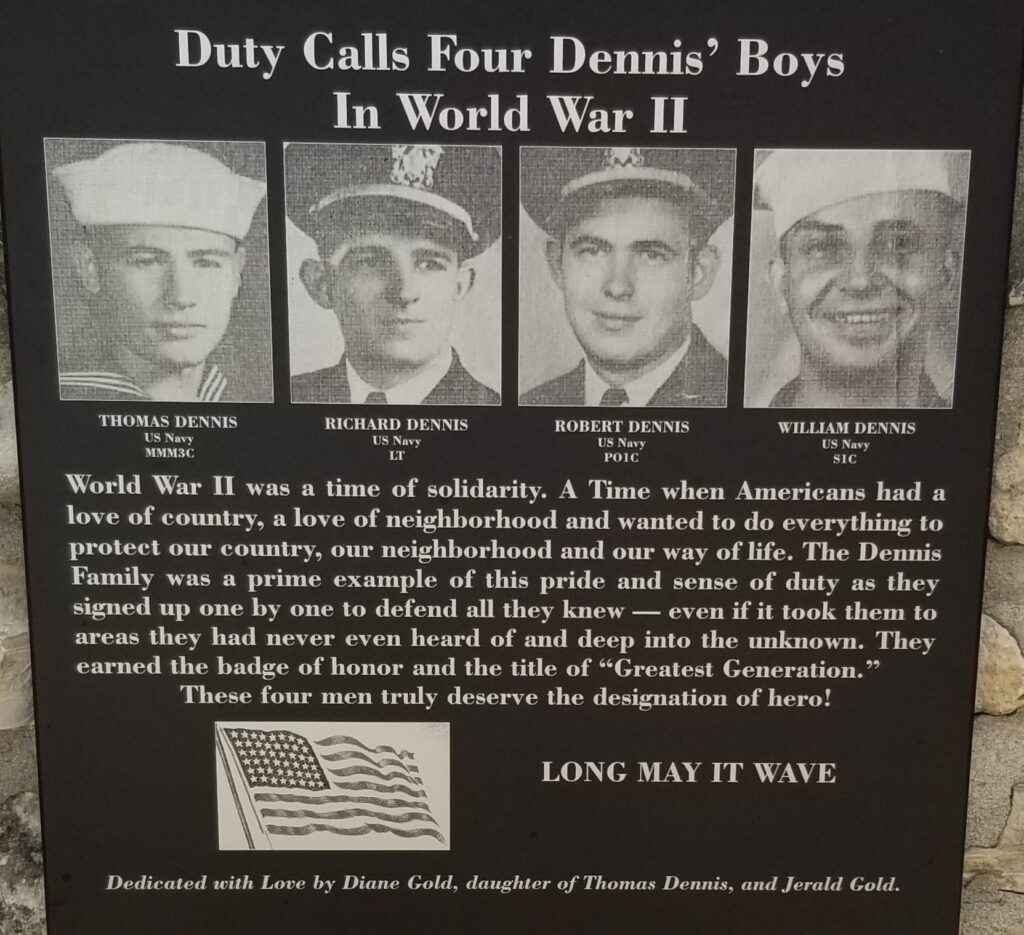 Duty Calls Four Dennis' Boys
In World War II
THOMAS DENNIS
US Navy
MMM3C
RICHARD DENNIS
US Navy
LT
ROBERT DENNIS
US Navy
PO1C
WILLIAM DENNIS
US Navy
S1C
World War II was a time of solidarity. A Time when Americans had a
love of country, a love of neighborhood and wanted to do everything to
protect our country, our neighborhood and our way of life. The Dennis
Family was a prime example of this pride and sense of duty as they
signed up one by one to defend all they knew — even if it took them to
areas they had never even heard of and deep into the unknown. They
earned the badge of honor and the title of “Greatest Generation.”
These four men truly deserve the designation of hero!
LONG MAY IT WAVE
Dedicated with Love by Diane Gold, daughter of Thomas Dennis, and Jerald Gold.